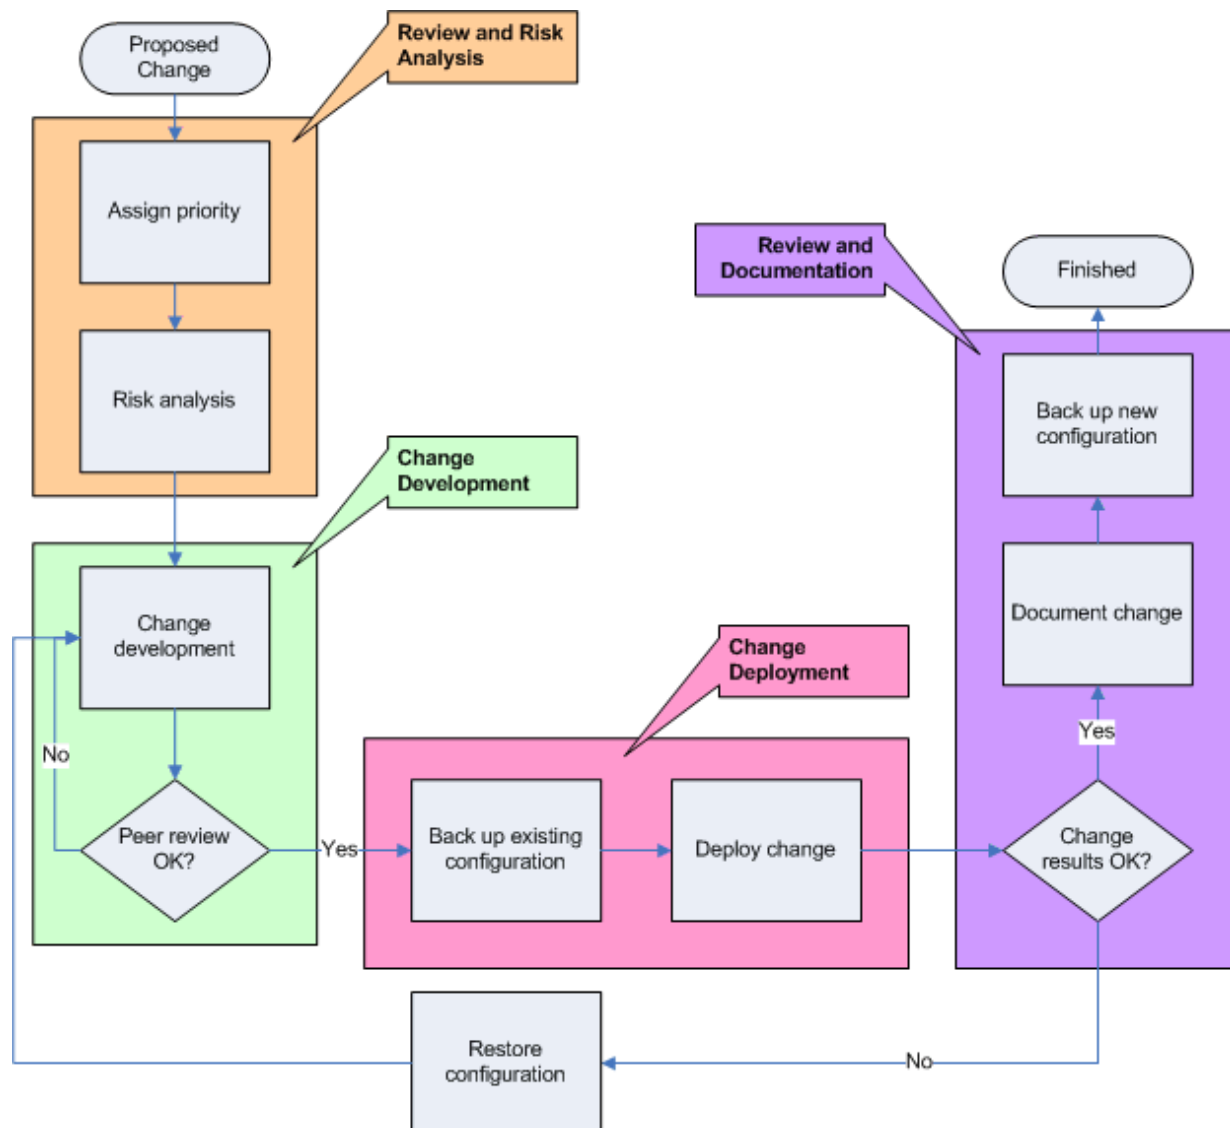 Proposed
Change
Review and Risk
Analysis
Assign priority
Risk analysis
Change
Development
Change
development
No
Peer review
OK?
Yes
Change
Deployment
Back up existing
configuration
Deploy change
Review and
Documentation
Finished
Back up new
configuration
Document change
Yes
Change
results OK?
No
Restore
configuration